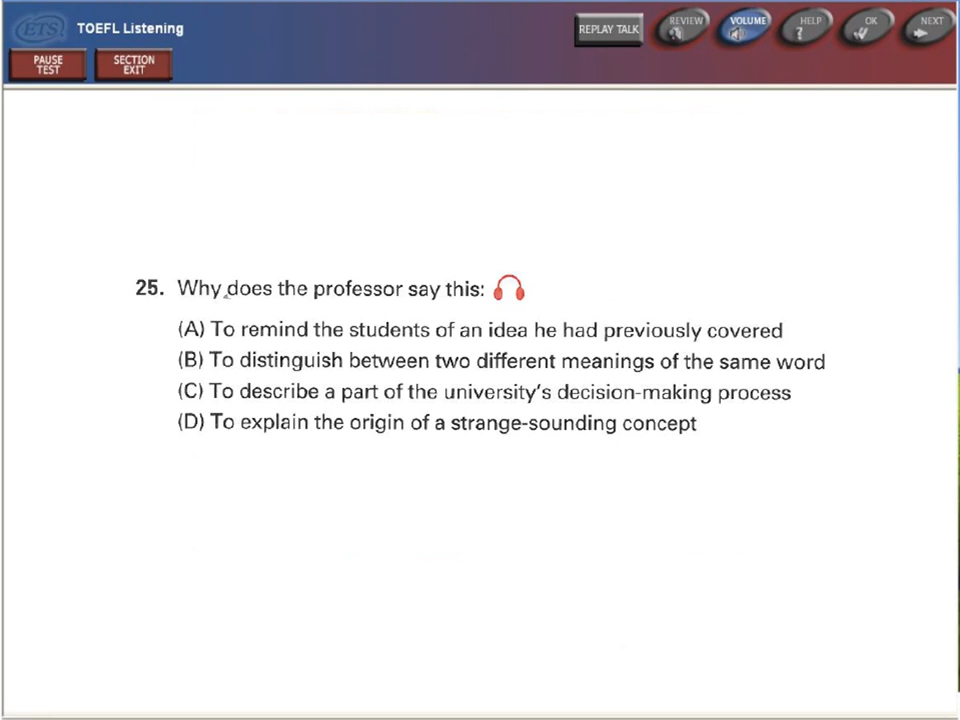 ETS TOEFL Listening
REPLAY TALK
REVIEW
VOLUME
HELP
?
OK
NEXT
PAUSE TEST
SECTION EXIT
25. Why does the professor say this:
(A) To remind the students of an idea he had previously covered
(B) To distinguish between two different meanings of the same word
(C) To describe a part of the university's decision-making process
(D) To explain the origin of a strange-sounding concept